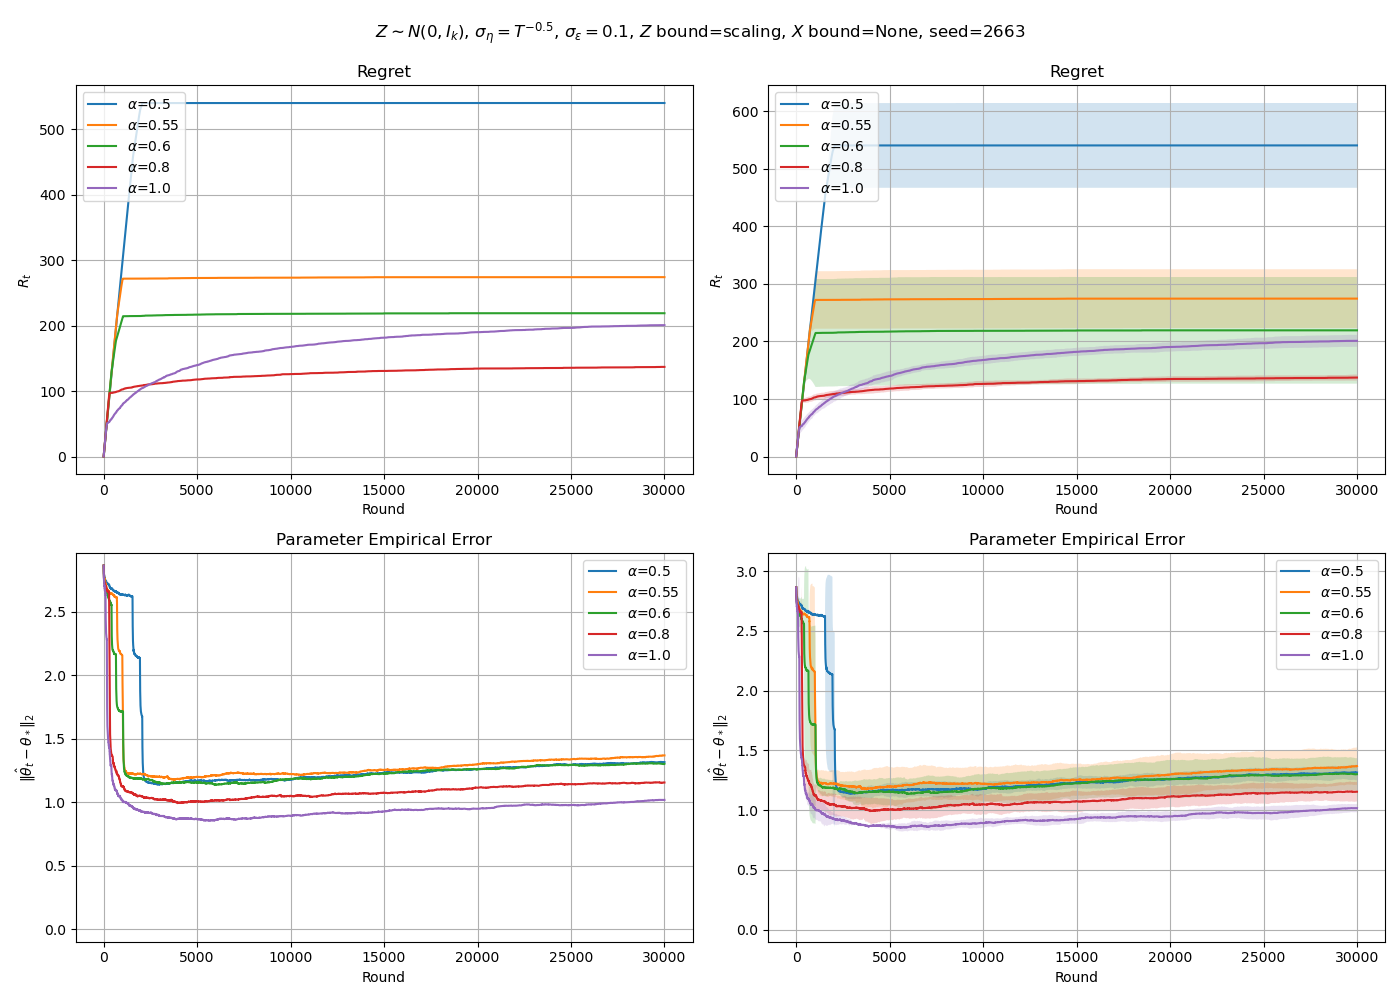 Z ~ N(0, I_k), σ_η = T^{-0.5}, σ_ε = 0.1, Z bound=scaling, X bound=None, seed=2663
Regret
R_t
500
400
300
200
100
0
α=0.5
α=0.55
α=0.6
α=0.8
α=1.0
0 5000 10000 15000 20000 25000 30000
Round
Regret
R_t
600
500
400
300
200
100
0
α=0.5
α=0.55
α=0.6
α=0.8
α=1.0
0 5000 10000 15000 20000 25000 30000
Round
Parameter Empirical Error
‖θ̂_t − θ_*‖_2
2.5
2.0
1.5
1.0
0.5
0.0
α=0.5
α=0.55
α=0.6
α=0.8
α=1.0
0 5000 10000 15000 20000 25000 30000
Round
Parameter Empirical Error
‖θ̂_t − θ_*‖_2
3.0
2.5
2.0
1.5
1.0
0.5
0.0
α=0.5
α=0.55
α=0.6
α=0.8
α=1.0
0 5000 10000 15000 20000 25000 30000
Round